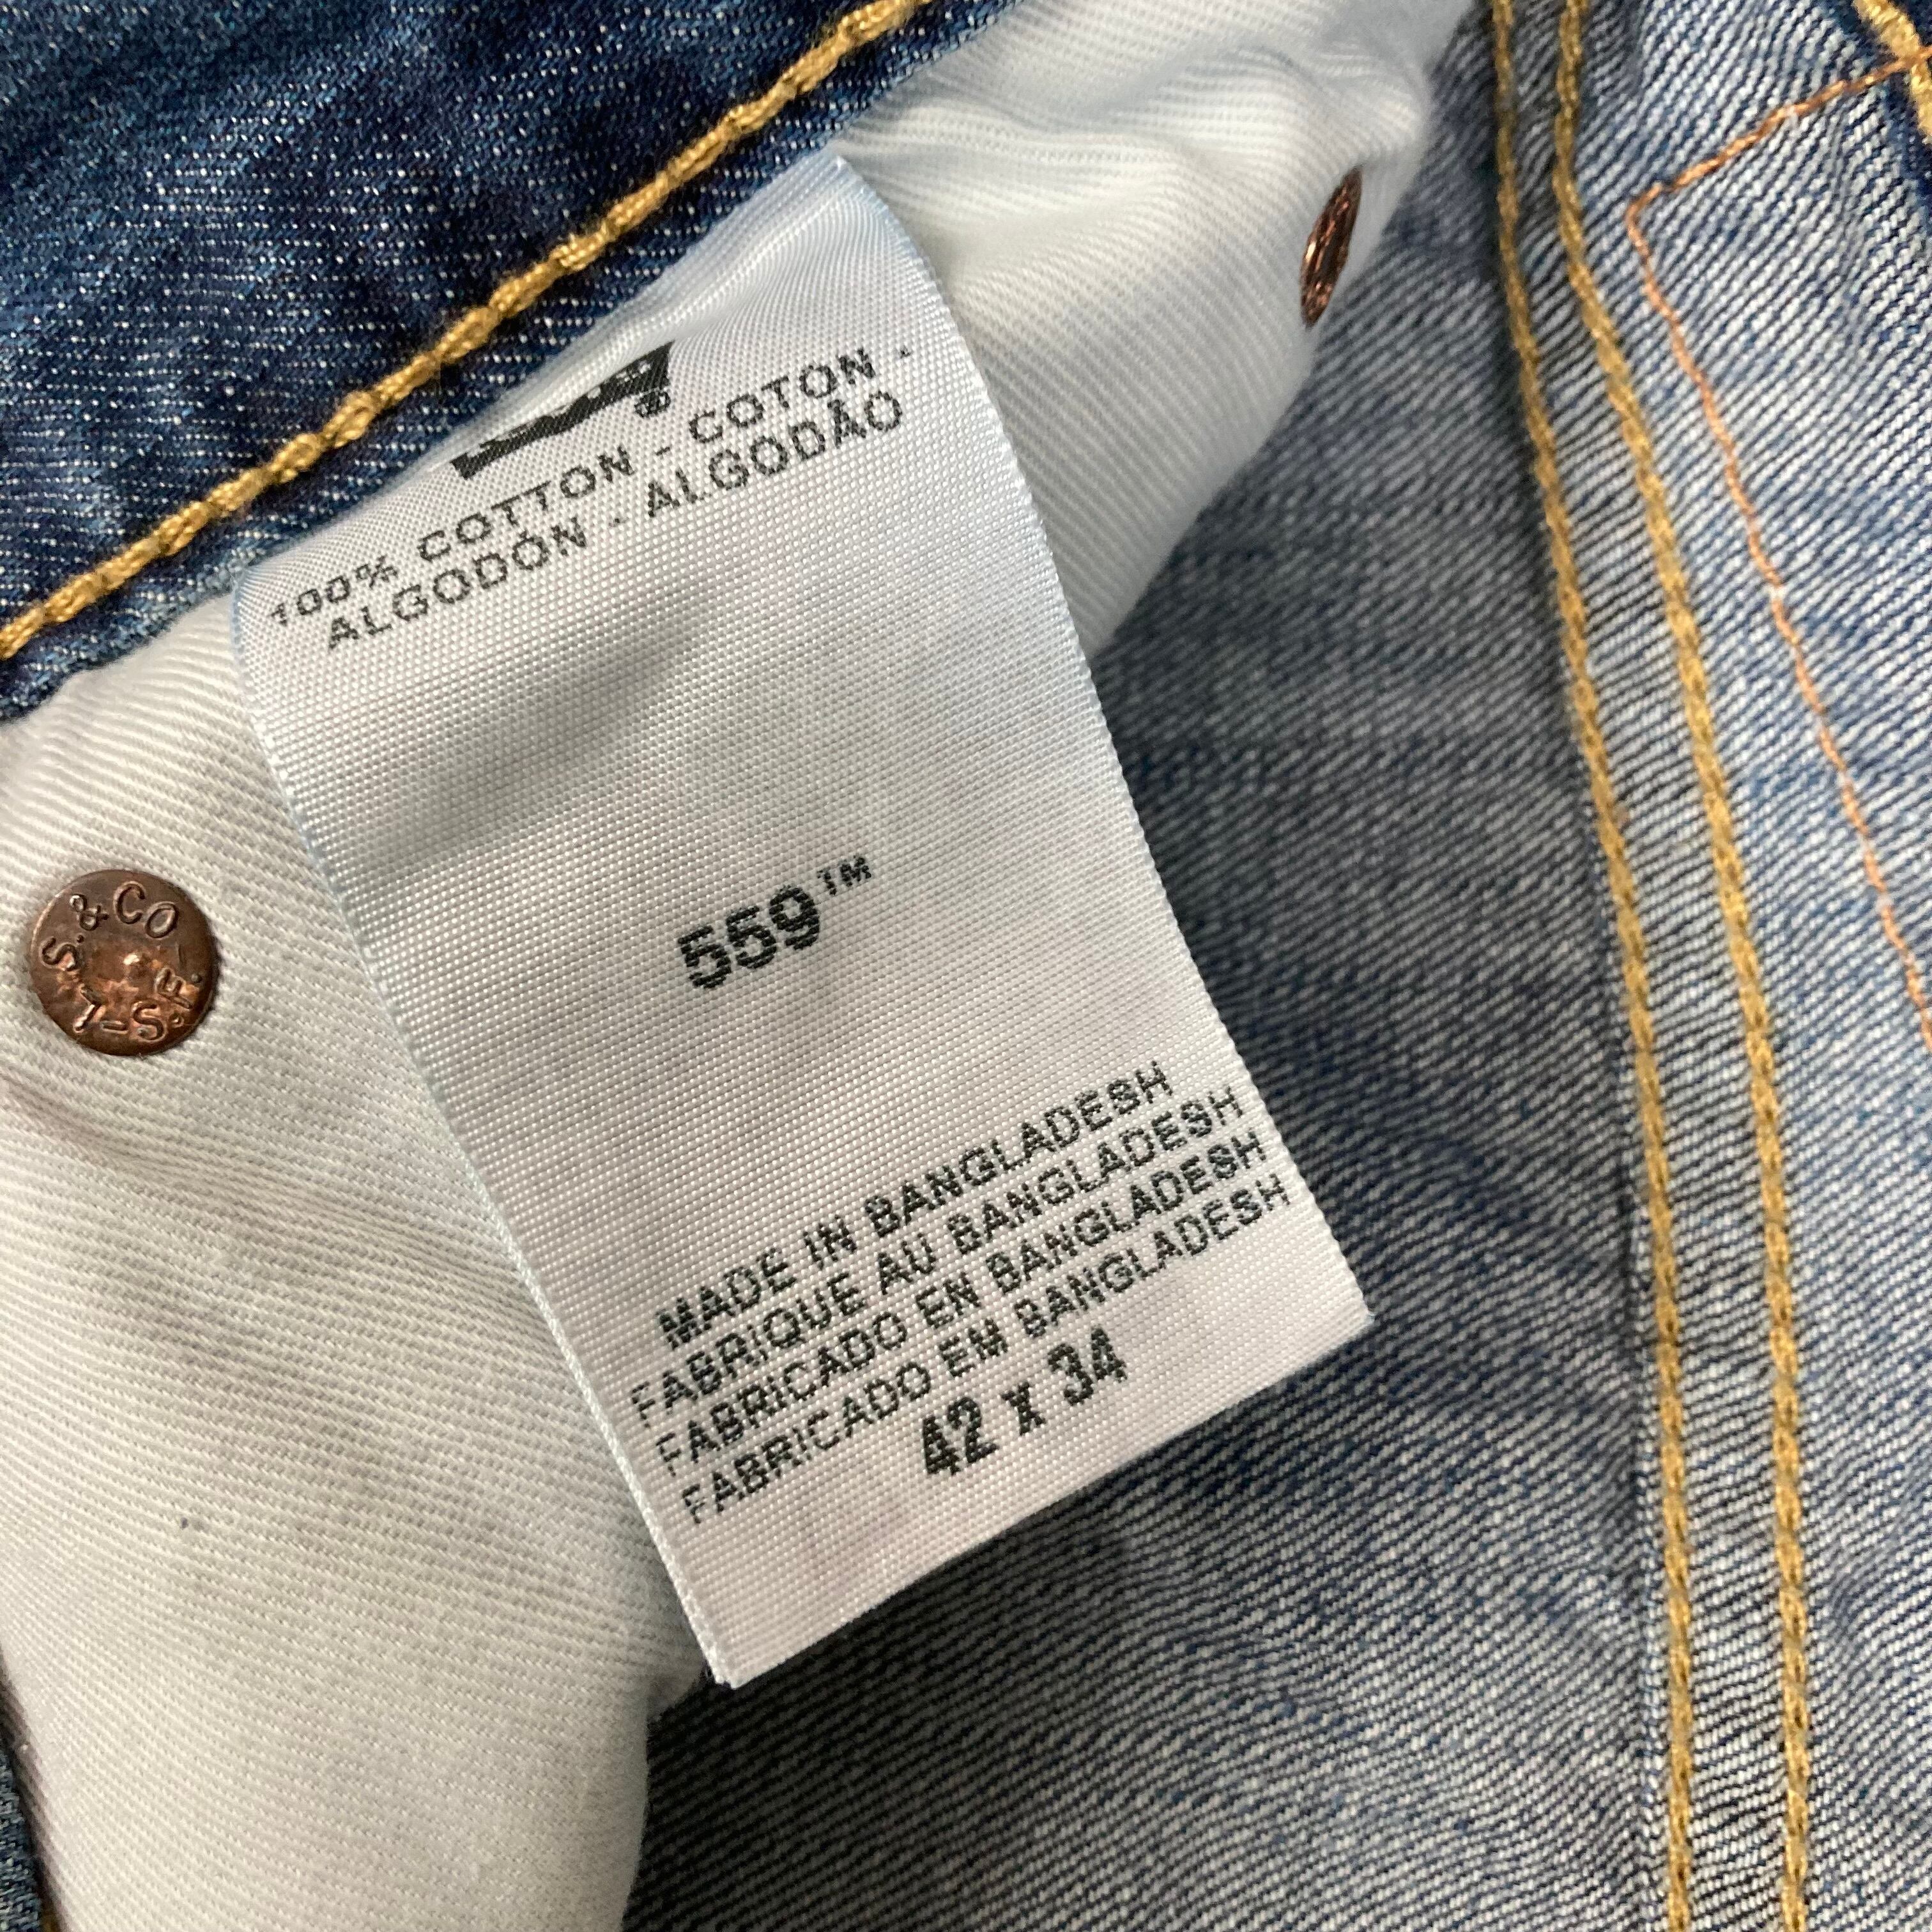 100% COTTON - COTON -
ALGODÓN - ALGODÃO
559™
MADE IN BANGLADESH
FABRIQUE AU BANGLADESH
FABRICADO EN BANGLADESH
FABRICADO EM BANGLADESH
42 x 34
S.&CO
L-S.F.